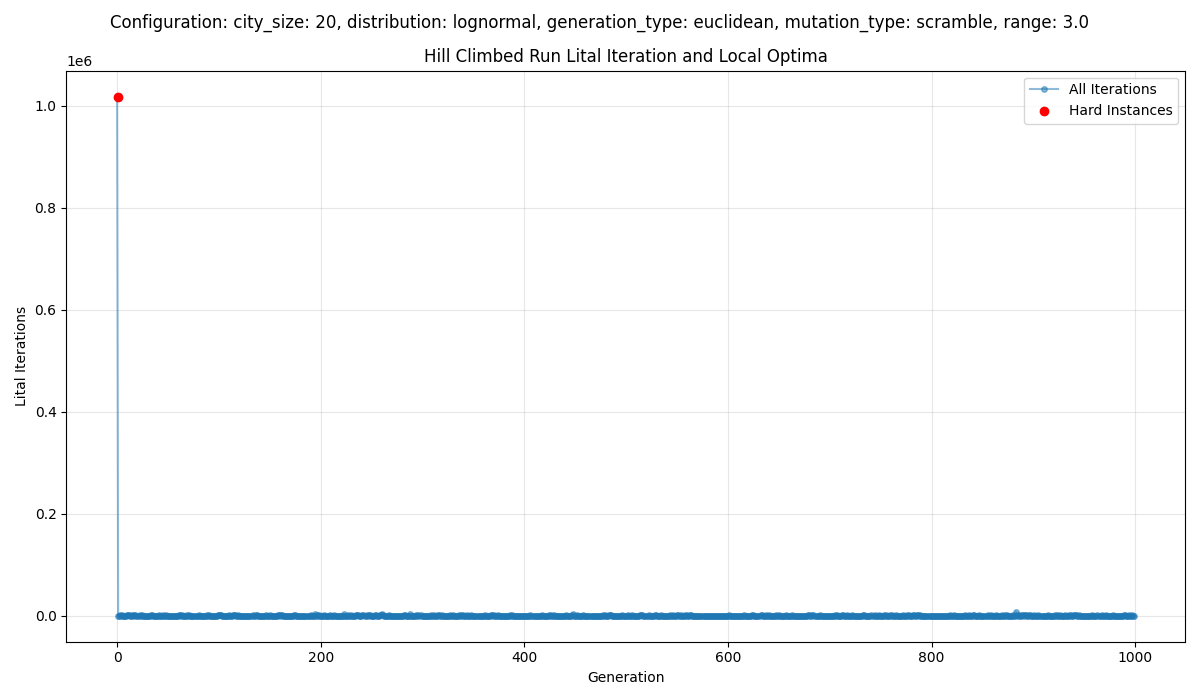 Configuration: city_size: 20, distribution: lognormal, generation_type: euclidean, mutation_type: scramble, range: 3.0
Hill Climbed Run Lital Iteration and Local Optima
1e6
All Iterations
Hard Instances
1.0
0.8
0.6
0.4
0.2
0.0
Lital Iterations
0 200 400 600 800 1000
Generation